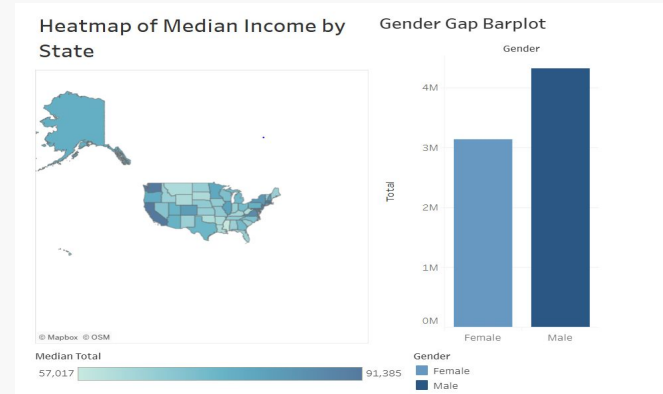 Heatmap of Median Income by
State
© Mapbox © OSM
Median Total
57,017 91,385
Gender Gap Barplot
Gender
4M
3M
2M
1M
0M
Total
Female Male
Gender
Female
Male